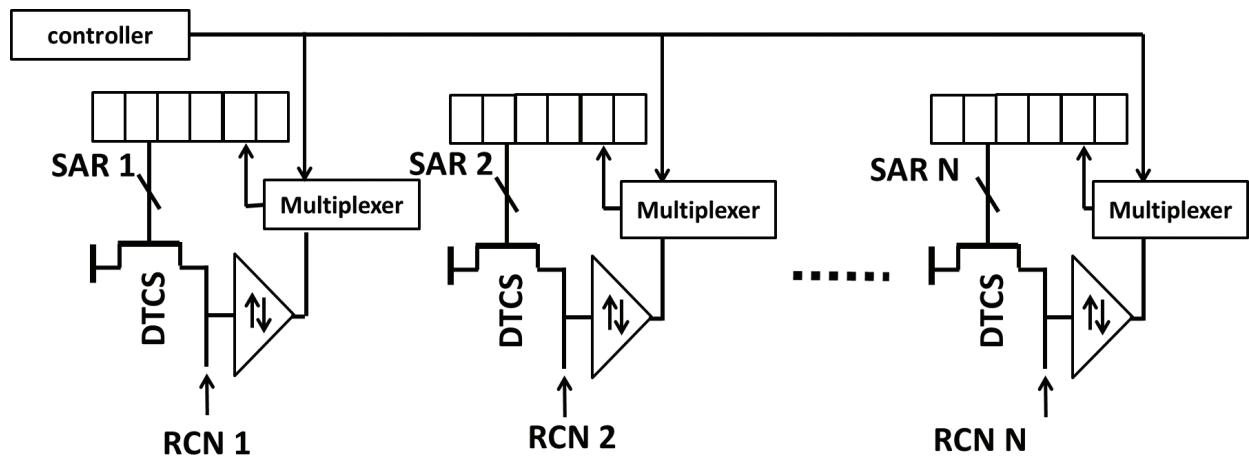 controller
SAR 1
Multiplexer
DTCS
RCN 1
SAR 2
Multiplexer
DTCS
RCN 2
SAR N
Multiplexer
DTCS
RCN N